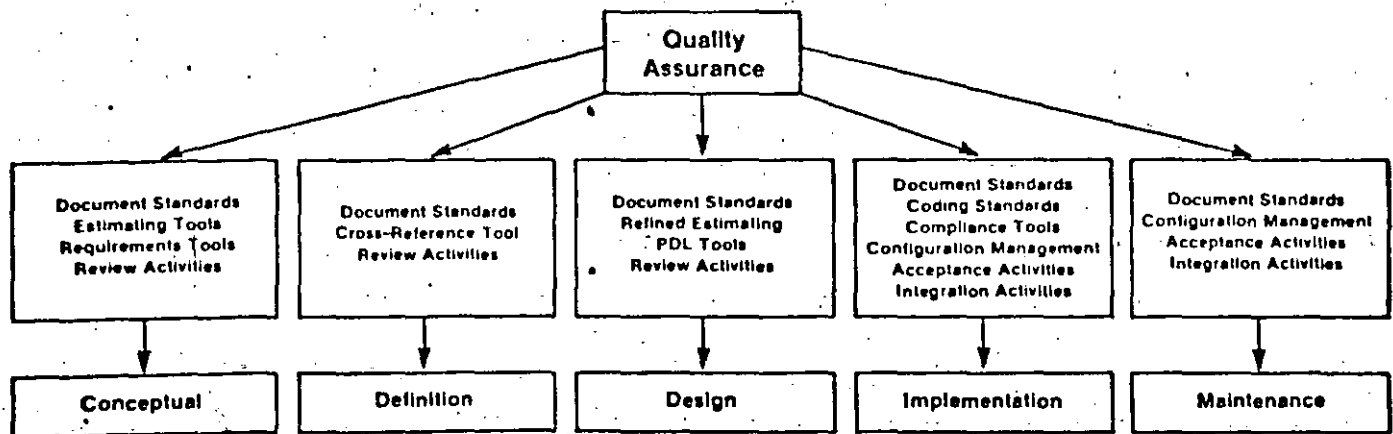 Quality
Assurance
Document Standards
Estimating Tools
Requirements Tools
Review Activities
Document Standards
Cross-Reference Tool
Review Activities
Document Standards
Refined Estimating
PDL Tools
Review Activities
Document Standards
Coding Standards
Compliance Tools
Configuration Management
Acceptance Activities
Integration Activities
Document Standards
Configuration Management
Acceptance Activities
Integration Activities
Conceptual
Definition
Design
Implementation
Maintenance